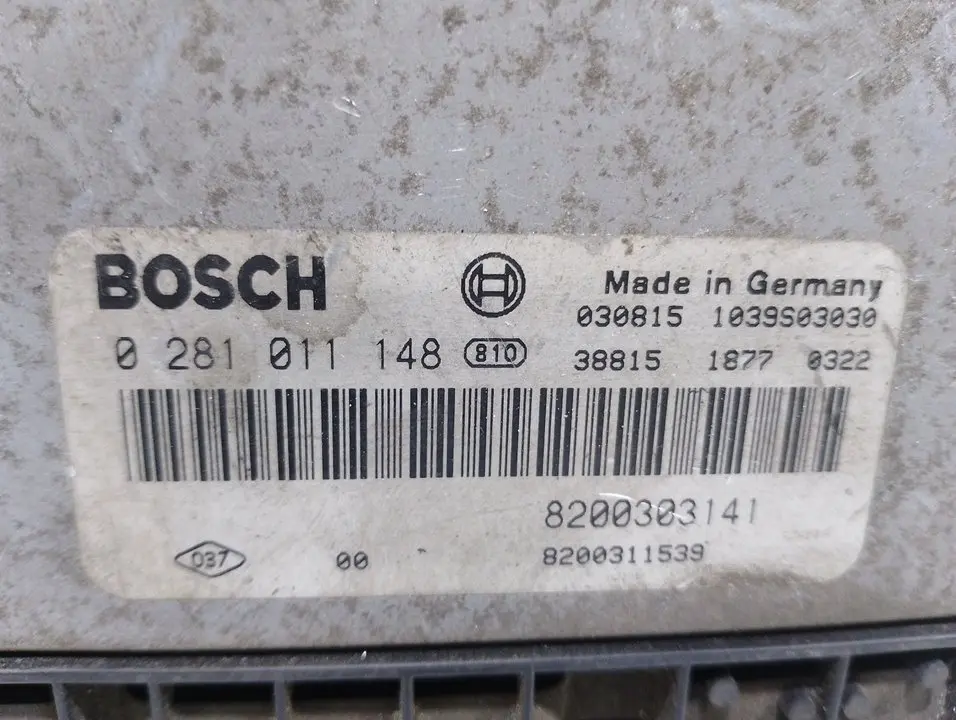 BOSCH
Made in Germany
030815 1039S03030
0 281 011 148 810
38815 1877 0322
8200303141
037 00 8200311539